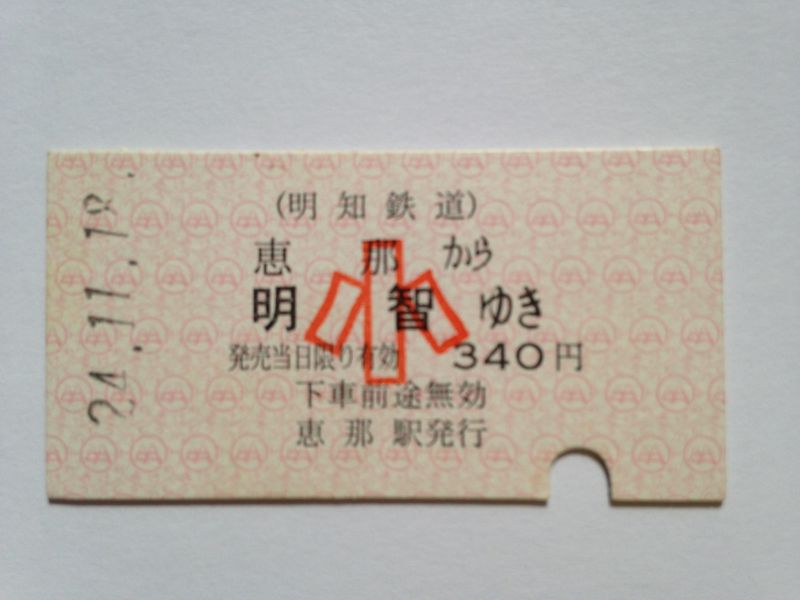 (明知鉄道)
恵那から
明智ゆき
小
発売当日限り有効 340円
下車前途無効
恵那駅発行
24.11.18.